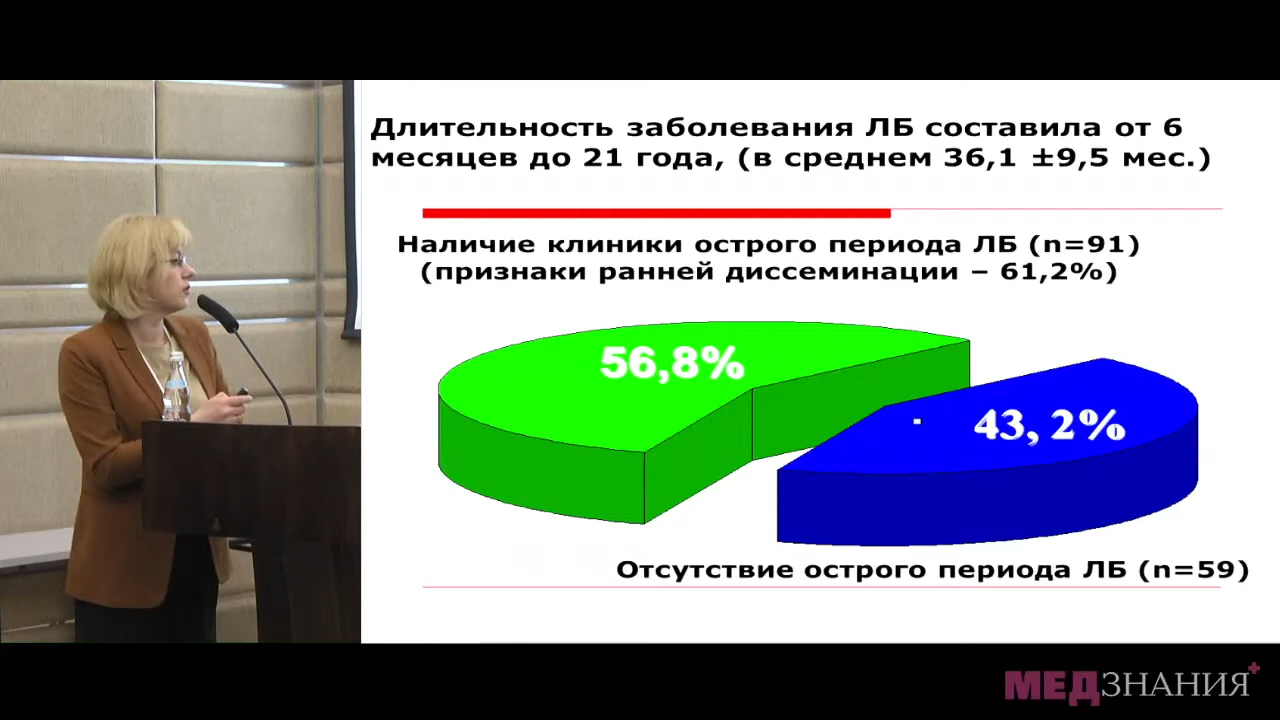 Длительность заболевания ЛБ составила от 6
месяцев до 21 года, (в среднем 36,1 ±9,5 мес.)
Наличие клиники острого периода ЛБ (n=91)
(признаки ранней диссеминации – 61,2%)
56,8%
43, 2%
Отсутствие острого периода ЛБ (n=59)
МЕДЗНАНИЯ+